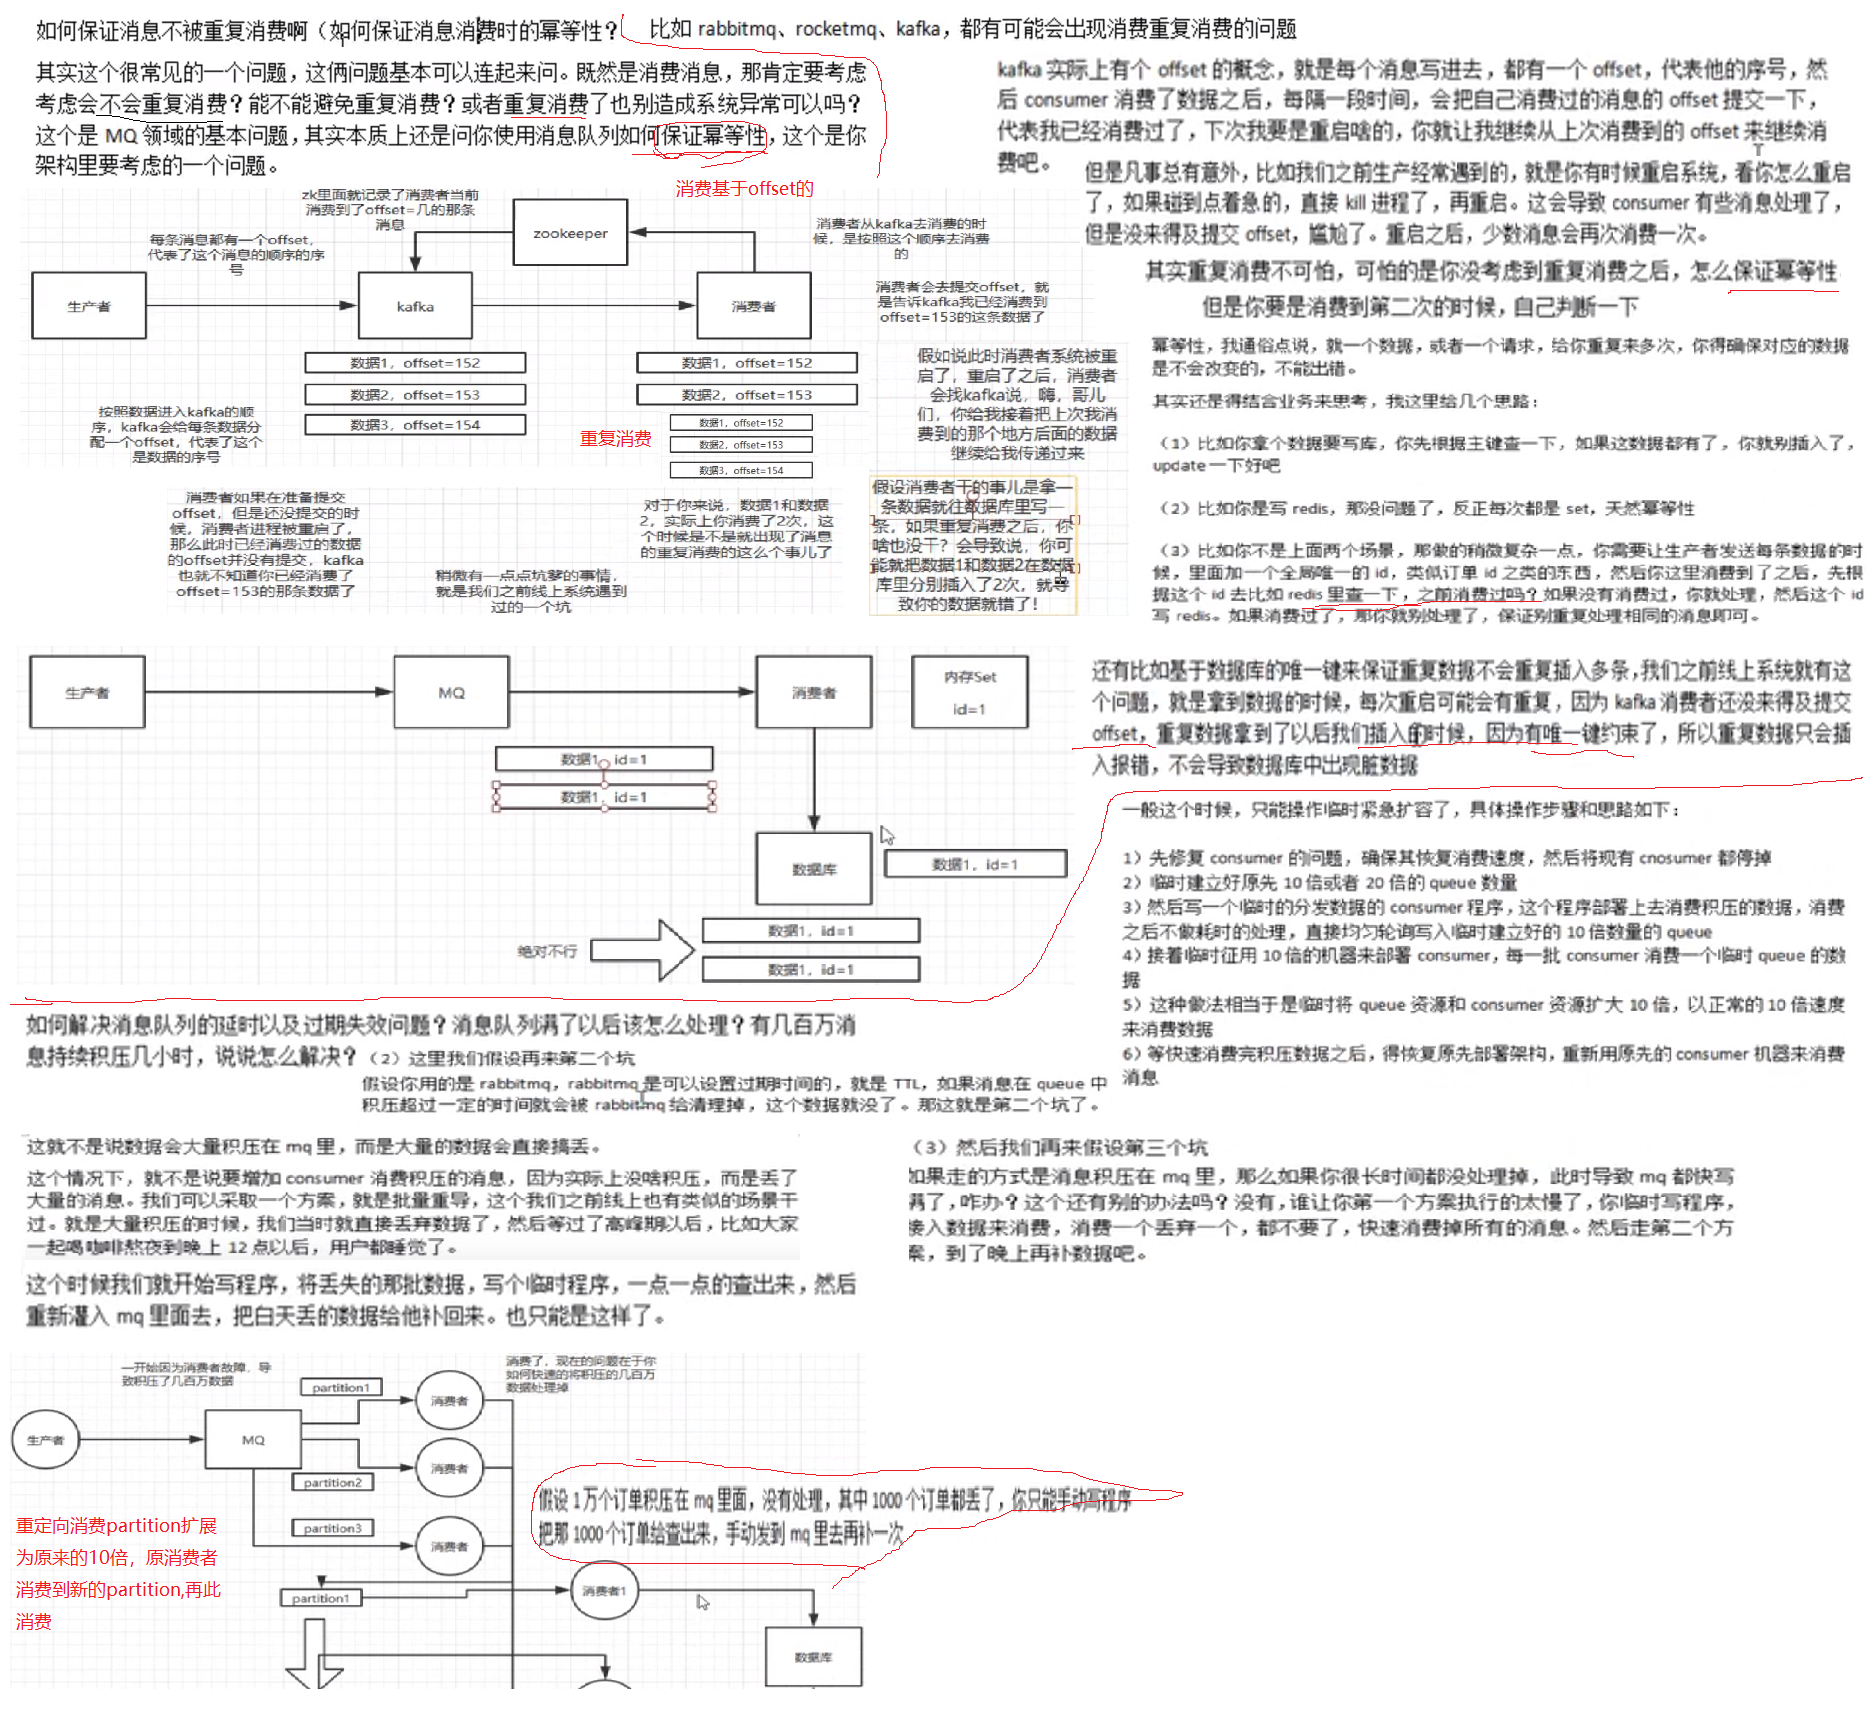 如何保证消息不被重复消费啊（如何保证消息消费时的幂等性？
比如 rabbitmq、rocketmq、kafka，都有可能会出现消费重复消费的问题
其实这个很常见的一个问题，这俩问题基本可以连起来问。既然是消费消息，那肯定要考虑
考虑会不会重复消费？能不能避免重复消费？或者重复消费了也别造成系统异常可以吗？
这个是 MQ 领域的基本问题，其实本质上还是问你使用消息队列如何保证幂等性，这个是你
架构里要考虑的一个问题。
消费基于offset的
kafka 实际上有个 offset 的概念，就是每个消息写进去，都有一个 offset，代表他的序号，然
后 consumer 消费了数据之后，每隔一段时间，会把自己消费过的消息的 offset 提交一下，
代表我已经消费过了，下次我要是重启啥的，你就让我继续从上次消费到的 offset 来继续消
费吧。
但是凡事总有意外，比如我们之前生产经常遇到的，就是你有时候重启系统，看你怎么重启
了，如果碰到点着急的，直接 kill 进程了，再重启。这会导致 consumer 有些消息处理了，
但是没来得及提交 offset，尴尬了。重启之后，少数消息会再次消费一次。
其实重复消费不可怕，可怕的是你没考虑到重复消费之后，怎么保证幂等性
但是你要是消费到第二次的时候，自己判断一下
zk里面就记录了消费者当前
消费到了offset=几的那条
消息
每条消息都有一个offset，
代表了这个消息的顺序的序
号
zookeeper
消费者从kafka去消费的时
候，是按照这个顺序去消费
的
生产者
kafka
消费者
消费者会去提交offset，就
是告诉kafka我已经消费到
offset=153的这条数据了
数据1，offset=152
数据2，offset=153
数据3，offset=154
数据1，offset=152
数据2，offset=153
重复消费
数据1，offset=152
数据2，offset=153
数据3，offset=154
按照数据进入kafka的顺
序，kafka会给每条数据分
配一个offset，代表了这个
是数据的序号
假如说此时消费者系统被重
启了，重启了之后，消费者
会找kafka说，嗨，哥儿
们，你给我接着把上次我消
费到的那个地方后面的数据
继续给我传递过来
消费者如果在准备提交
offset，但是还没提交的时
候，消费者进程被重启了，
那么此时已经消费过的数据
的offset并没有提交，kafka
也就不知道你已经消费了
offset=153的那条数据了
稍微有一点点坑爹的事情，
就是我们之前线上系统遇到
过的一个坑
对于你来说，数据1和数据
2，实际上你消费了2次，这
个时候是不是就出现了消息
的重复消费的这么个事儿了
假设消费者干的事儿是拿一
条数据就往数据库里写一
条，如果重复消费之后，你
啥也没干？会导致说，你可
能就把数据1和数据2在数据
库里分别插入了2次，就导
致你的数据就错了！
幂等性，我通俗点说，就一个数据，或者一个请求，给你重复来多次，你得确保对应的数据
是不会改变的，不能出错。
其实还是得结合业务来思考，我这里给几个思路：
（1）比如你拿个数据要写库，你先根据主键查一下，如果这数据都有了，你就别插入了，
update 一下好吧
（2）比如你是写 redis，那没问题了，反正每次都是 set，天然幂等性
（3）比如你不是上面两个场景，那做的稍微复杂一点，你需要让生产者发送每条数据的时
候，里面加一个全局唯一的 id，类似订单 id 之类的东西，然后你这里消费到了之后，先根
据这个 id 去比如 redis 里查一下，之前消费过吗？如果没有消费过，你就处理，然后这个 id
写 redis。如果消费过了，那你就别处理了，保证别重复处理相同的消息即可。
还有比如基于数据库的唯一键来保证重复数据不会重复插入多条，我们之前线上系统就有这
个问题，就是拿到数据的时候，每次重启可能会有重复，因为 kafka 消费者还没来得及提交
offset，重复数据拿到了以后我们插入的时候，因为有唯一键约束了，所以重复数据只会插
入报错，不会导致数据库中出现脏数据
生产者
MQ
消费者
内存Set
id=1
数据1，id=1
数据1，id=1
数据库
数据1，id=1
绝对不行
数据1，id=1
数据1，id=1
如何解决消息队列的延时以及过期失效问题？消息队列满了以后该怎么处理？有几百万消
息持续积压几小时，说说怎么解决？
一般这个时候，只能操作临时紧急扩容了，具体操作步骤和思路如下：
1）先修复 consumer 的问题，确保其恢复消费速度，然后将现有 cnosumer 都停掉
2）临时建立好原先 10 倍或者 20 倍的 queue 数量
3）然后写一个临时的分发数据的 consumer 程序，这个程序部署上去消费积压的数据，消费
之后不做耗时的处理，直接均匀轮询写入临时建立好的 10 倍数量的 queue
4）接着临时征用 10 倍的机器来部署 consumer，每一批 consumer 消费一个临时 queue 的数
据
5）这种做法相当于是临时将 queue 资源和 consumer 资源扩大 10 倍，以正常的 10 倍速度
来消费数据
6）等快速消费完积压数据之后，得恢复原先部署架构，重新用原先的 consumer 机器来消费
消息
（2）这里我们假设再来第二个坑
假设你用的是 rabbitmq，rabbitmq 是可以设置过期时间的，就是 TTL，如果消息在 queue 中
积压超过一定的时间就会被 rabbitmq 给清理掉，这个数据就没了。那这就是第二个坑了。
这就不是说数据会大量积压在 mq 里，而是大量的数据会直接搞丢。
这个情况下，就不是说要增加 consumer 消费积压的消息，因为实际上没啥积压，而是丢了
大量的消息。我们可以采取一个方案，就是批量重导，这个我们之前线上也有类似的场景干
过。就是大量积压的时候，我们当时就直接丢弃数据了，然后等过了高峰期以后，比如大家
一起喝咖啡熬夜到晚上 12 点以后，用户都睡觉了。
这个时候我们就开始写程序，将丢失的那批数据，写个临时程序，一点一点的查出来，然后
重新灌入 mq 里面去，把白天丢的数据给他补回来。也只能是这样了。
（3）然后我们再来假设第三个坑
如果走的方式是消息积压在 mq 里，那么如果你很长时间都没处理掉，此时导致 mq 都快写
满了，咋办？这个还有别的办法吗？没有，谁让你第一个方案执行的太慢了，你临时写程序，
接入数据来消费，消费一个丢弃一个，都不要了，快速消费掉所有的消息。然后走第二个方
案，到了晚上再补数据吧。
一开始因为消费者故障，导
致积压了几百万数据
消费了，现在的问题在于你
如何快速的将积压的几百万
数据处理掉
partition1
消费者
生产者
MQ
partition2
消费者
partition3
消费者
重定向消费partition扩展
为原来的10倍，原消费者
消费到新的partition,再此
消费
假设 1 万个订单积压在 mq 里面，没有处理，其中 1000 个订单都丢了，你只能手动写程序
把那 1000 个订单给查出来，手动发到 mq 里去再补一次
partition1
消费者1
数据库